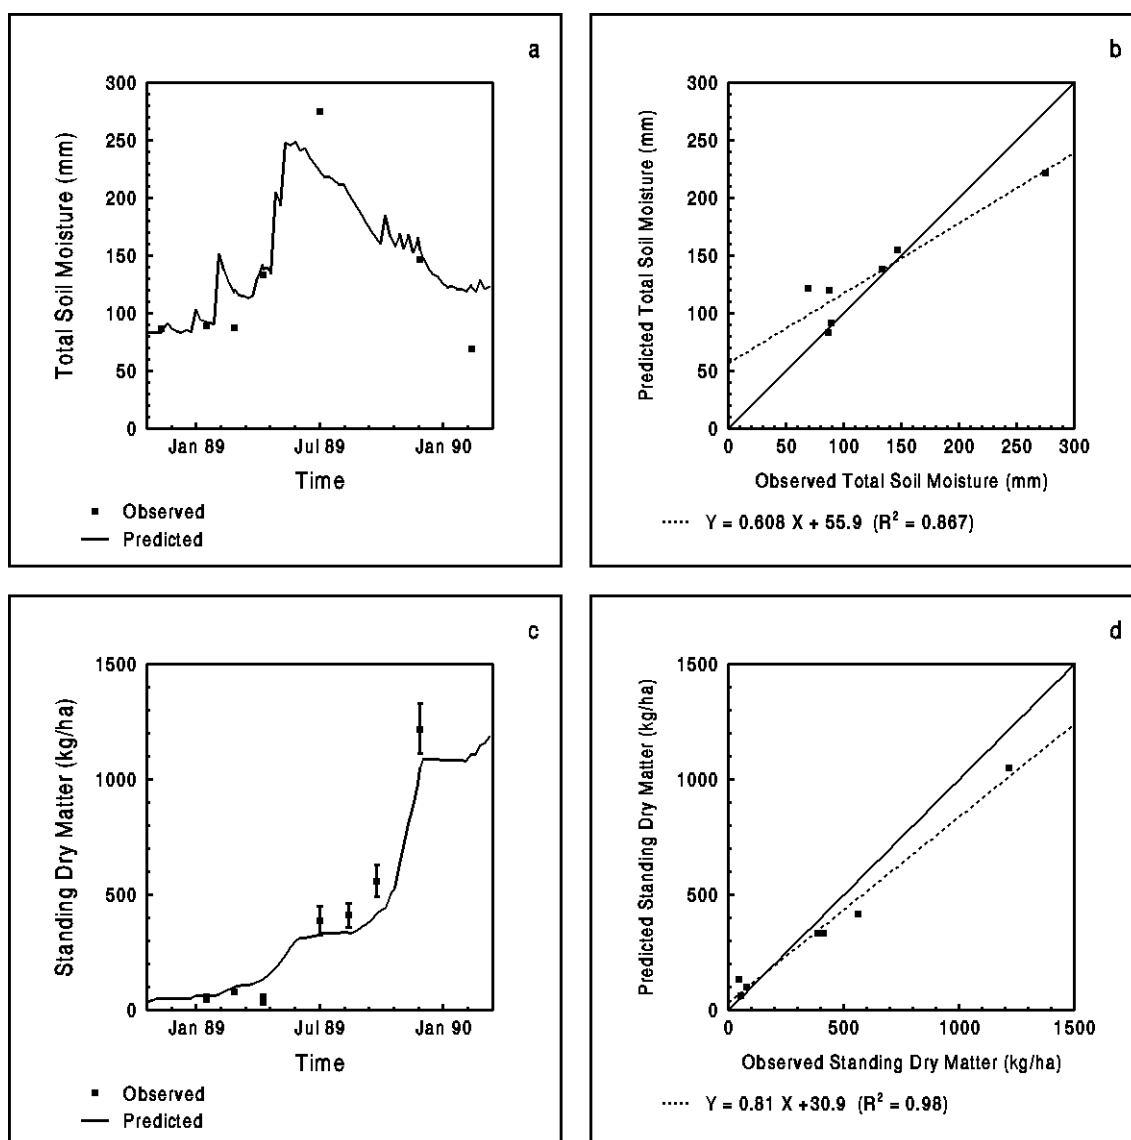 a
300
250
200
150
100
50
0
Total Soil Moisture (mm)
Jan 89 Jul 89 Jan 90
Time
Observed
Predicted
b
300
250
200
150
100
50
0
Predicted Total Soil Moisture (mm)
0 50 100 150 200 250 300
Observed Total Soil Moisture (mm)
Y = 0.608 X + 55.9 (R² = 0.867)
c
1500
1000
500
0
Standing Dry Matter (kg/ha)
Jan 89 Jul 89 Jan 90
Time
Observed
Predicted
d
1500
1000
500
0
Predicted Standing Dry Matter (kg/ha)
0 500 1000 1500
Observed Standing Dry Matter (kg/ha)
Y = 0.81 X +30.9 (R² = 0.98)